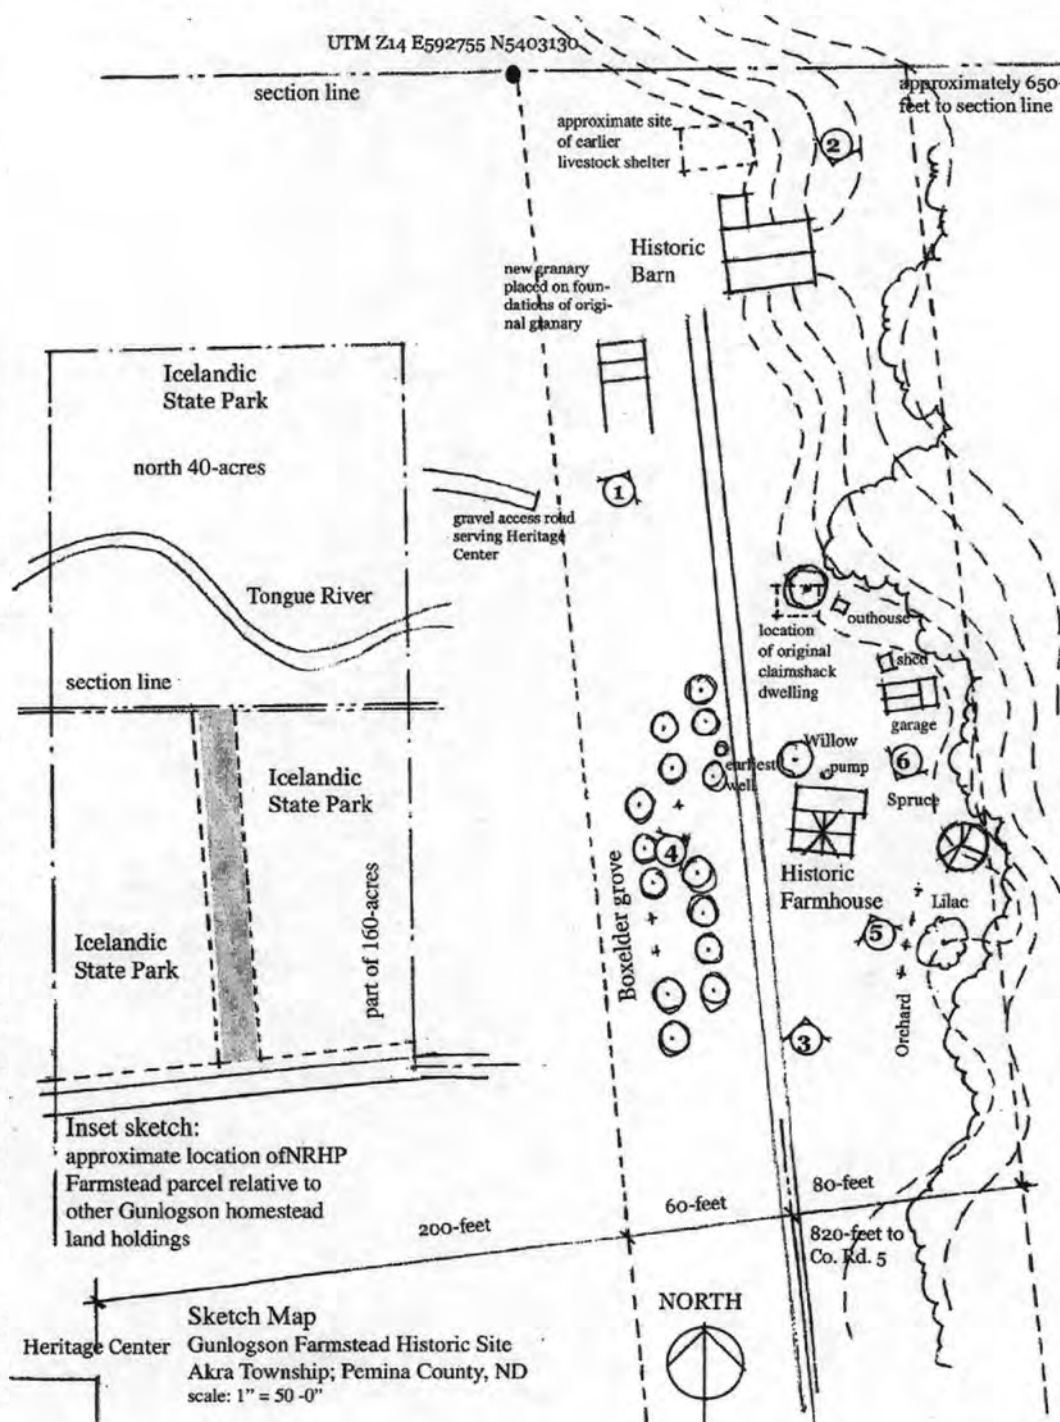 UTM Z14 E592755 N5403130
section line
approximately 650-
feet to section line
approximate site
of earlier
livestock shelter
2
Historic
Barn
new granary
placed on foun-
dations of origi-
nal granary
Icelandic
State Park
north 40-acres
1
gravel access road
serving Heritage
Center
Tongue River
outhouse
location
of original
claimshack
dwelling
shed
section line
garage
Willow
earliest
well
pump
6
Icelandic
State Park
Spruce
4
Boxelder grove
Historic
Farmhouse
Lilac
5
part of 160-acres
Icelandic
State Park
Orchard
3
Inset sketch:
approximate location ofNRHP
Farmstead parcel relative to
other Gunlogson homestead
land holdings
80-feet
60-feet
200-feet
820-feet to
Co. Rd. 5
NORTH
Sketch Map
Heritage Center
Gunlogson Farmstead Historic Site
Akra Township; Pemina County, ND
scale: 1" = 50 -0"